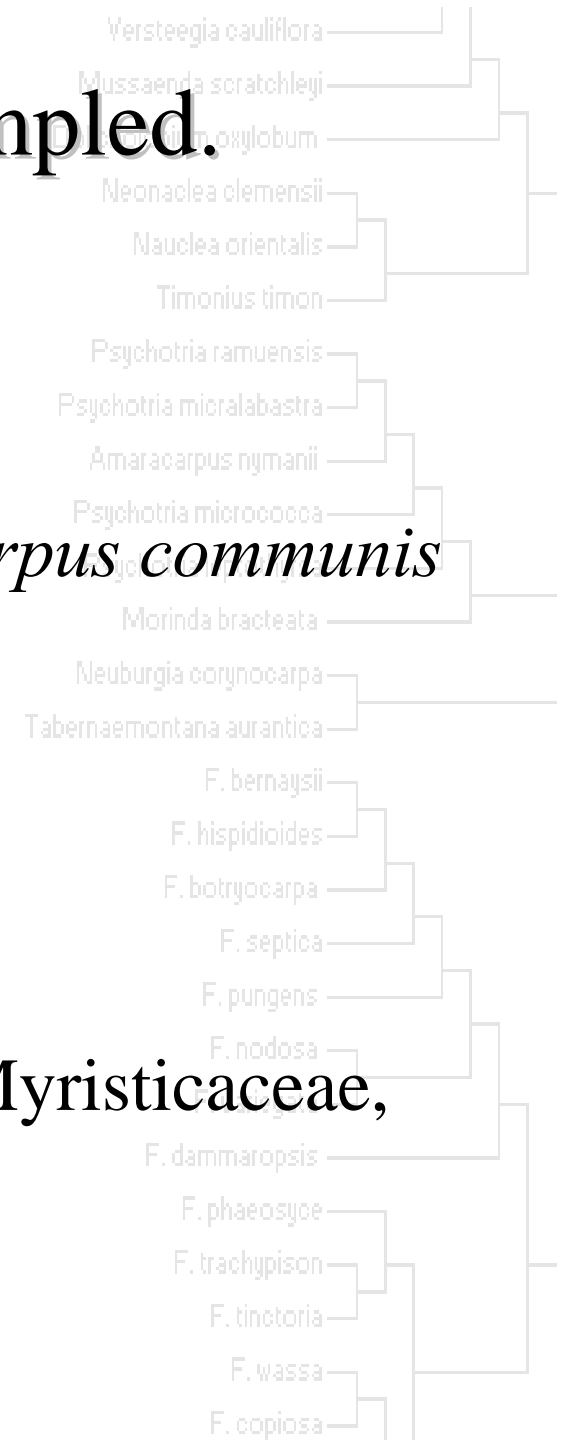 Versteegia cauliflora
Mussaenda scratchleyi
mpled.
oxylobum
Neonaclea clemensii
Nauclea orientalis
Timonius timon
Psychotria ramuensis
Psychotria micralabastra
Amaracarpus nymanii
Psychotria micrococca
rpus communis
Morinda bracteata
Neuburgia corynocarpa
Tabernaemontana aurantica
F. bernaysii
F. hispidioides
F. botryocarpa
F. septica
F. pungens
F. nodosa
Myristicaceae,
F. dammaropsis
F. phaeosyce
F. trachypison
F. tinctoria
F. wassa
F. copiosa